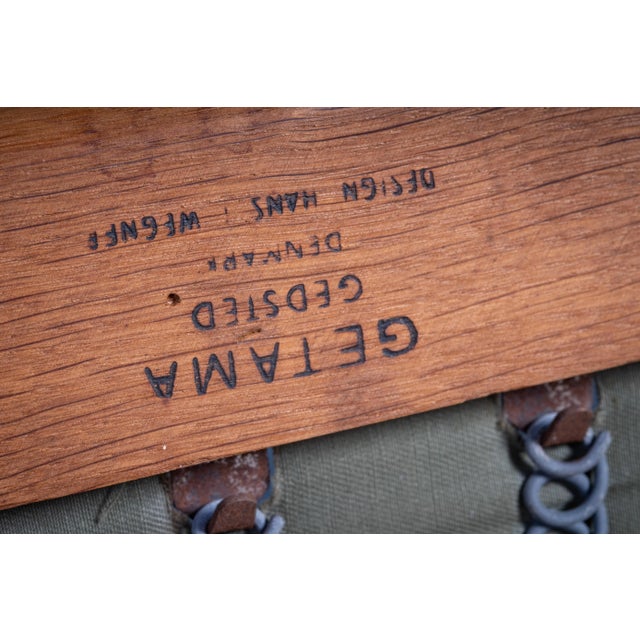 GETAMA
GEDSTED
DENMARK
DESIGN HANS J WEGNER